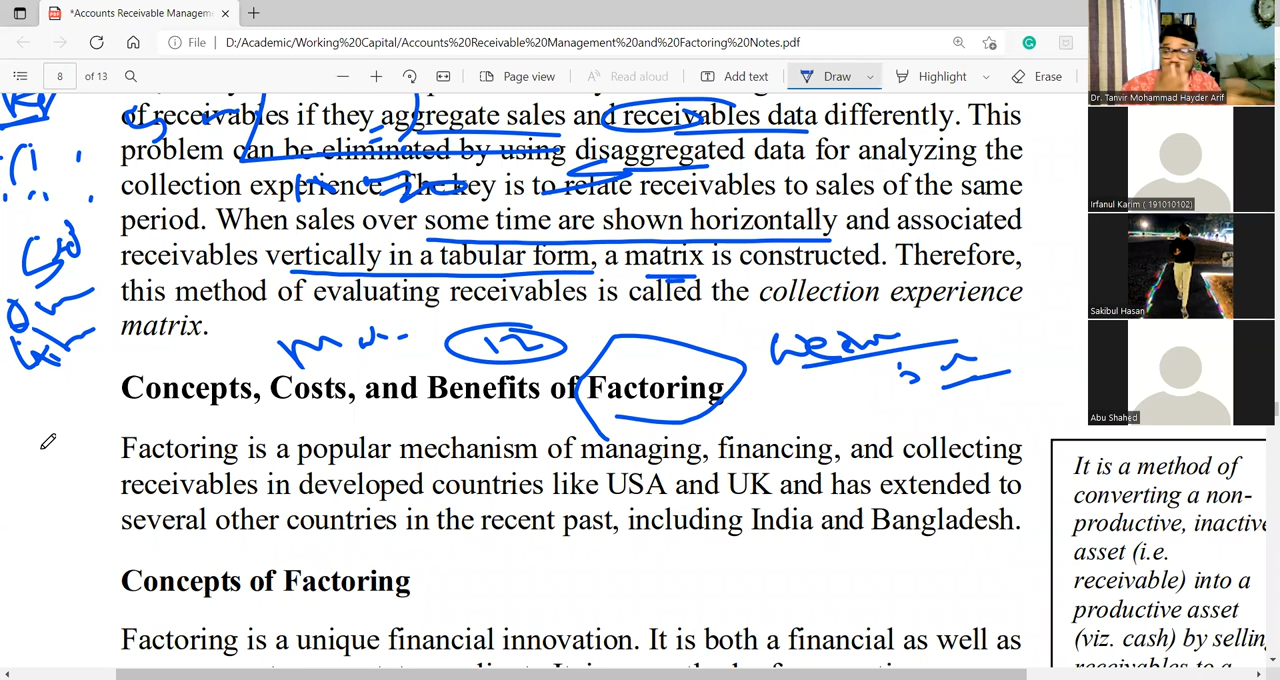 *Accounts Receivable Managem
File
D:/Academic/Working%20Capital/Accounts%20Receivable%20Management%20and%20Factoring%20Notes.pdf
8 of 13
Page view
Read aloud
Add text
Draw
Highlight
Erase
of receivables if they aggregate sales and receivables data differently. This
problem can be eliminated by using disaggregated data for analyzing the
collection experience. The key is to relate receivables to sales of the same
period. When sales over some time are shown horizontally and associated
receivables vertically in a tabular form, a matrix is constructed. Therefore,
this method of evaluating receivables is called the collection experience
matrix.
12
Concepts, Costs, and Benefits of Factoring
Factoring is a popular mechanism of managing, financing, and collecting
receivables in developed countries like USA and UK and has extended to
several other countries in the recent past, including India and Bangladesh.
Concepts of Factoring
Factoring is a unique financial innovation. It is both a financial as well as
It is a method of
converting a non-
productive, inactive
asset (i.e.
receivable) into a
productive asset
(viz. cash) by selling
receivables to a
Dr. Tanvir Mohammad Hayder Arif
Irfanul Karim ( 191010102)
Sakibul Hasan
Abu Shahed